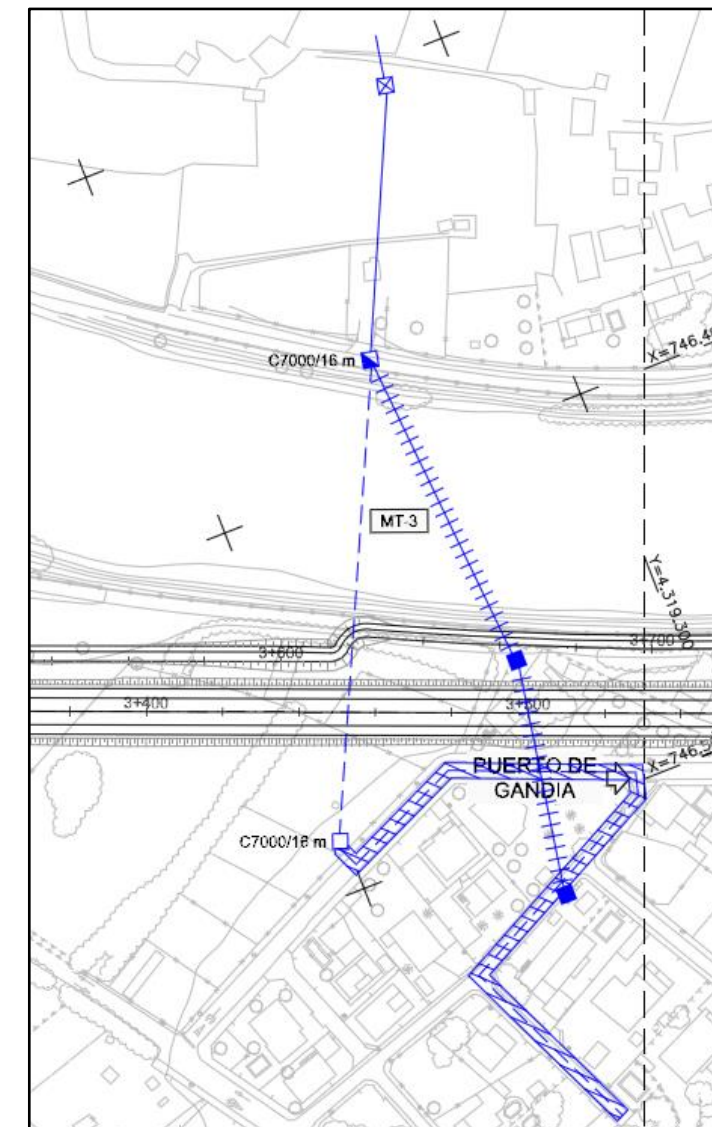 C7000/16 m
X=746.4
MT-3
Y=4.319.300
3+600
3+700
3+400
3+500
PUERTO DE
GANDIA
X=746.5
C7000/16 m